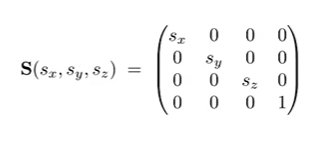 S(s_x, s_y, s_z) = 
s_x 0 0 0
0 s_y 0 0
0 0 s_z 0
0 0 0 1